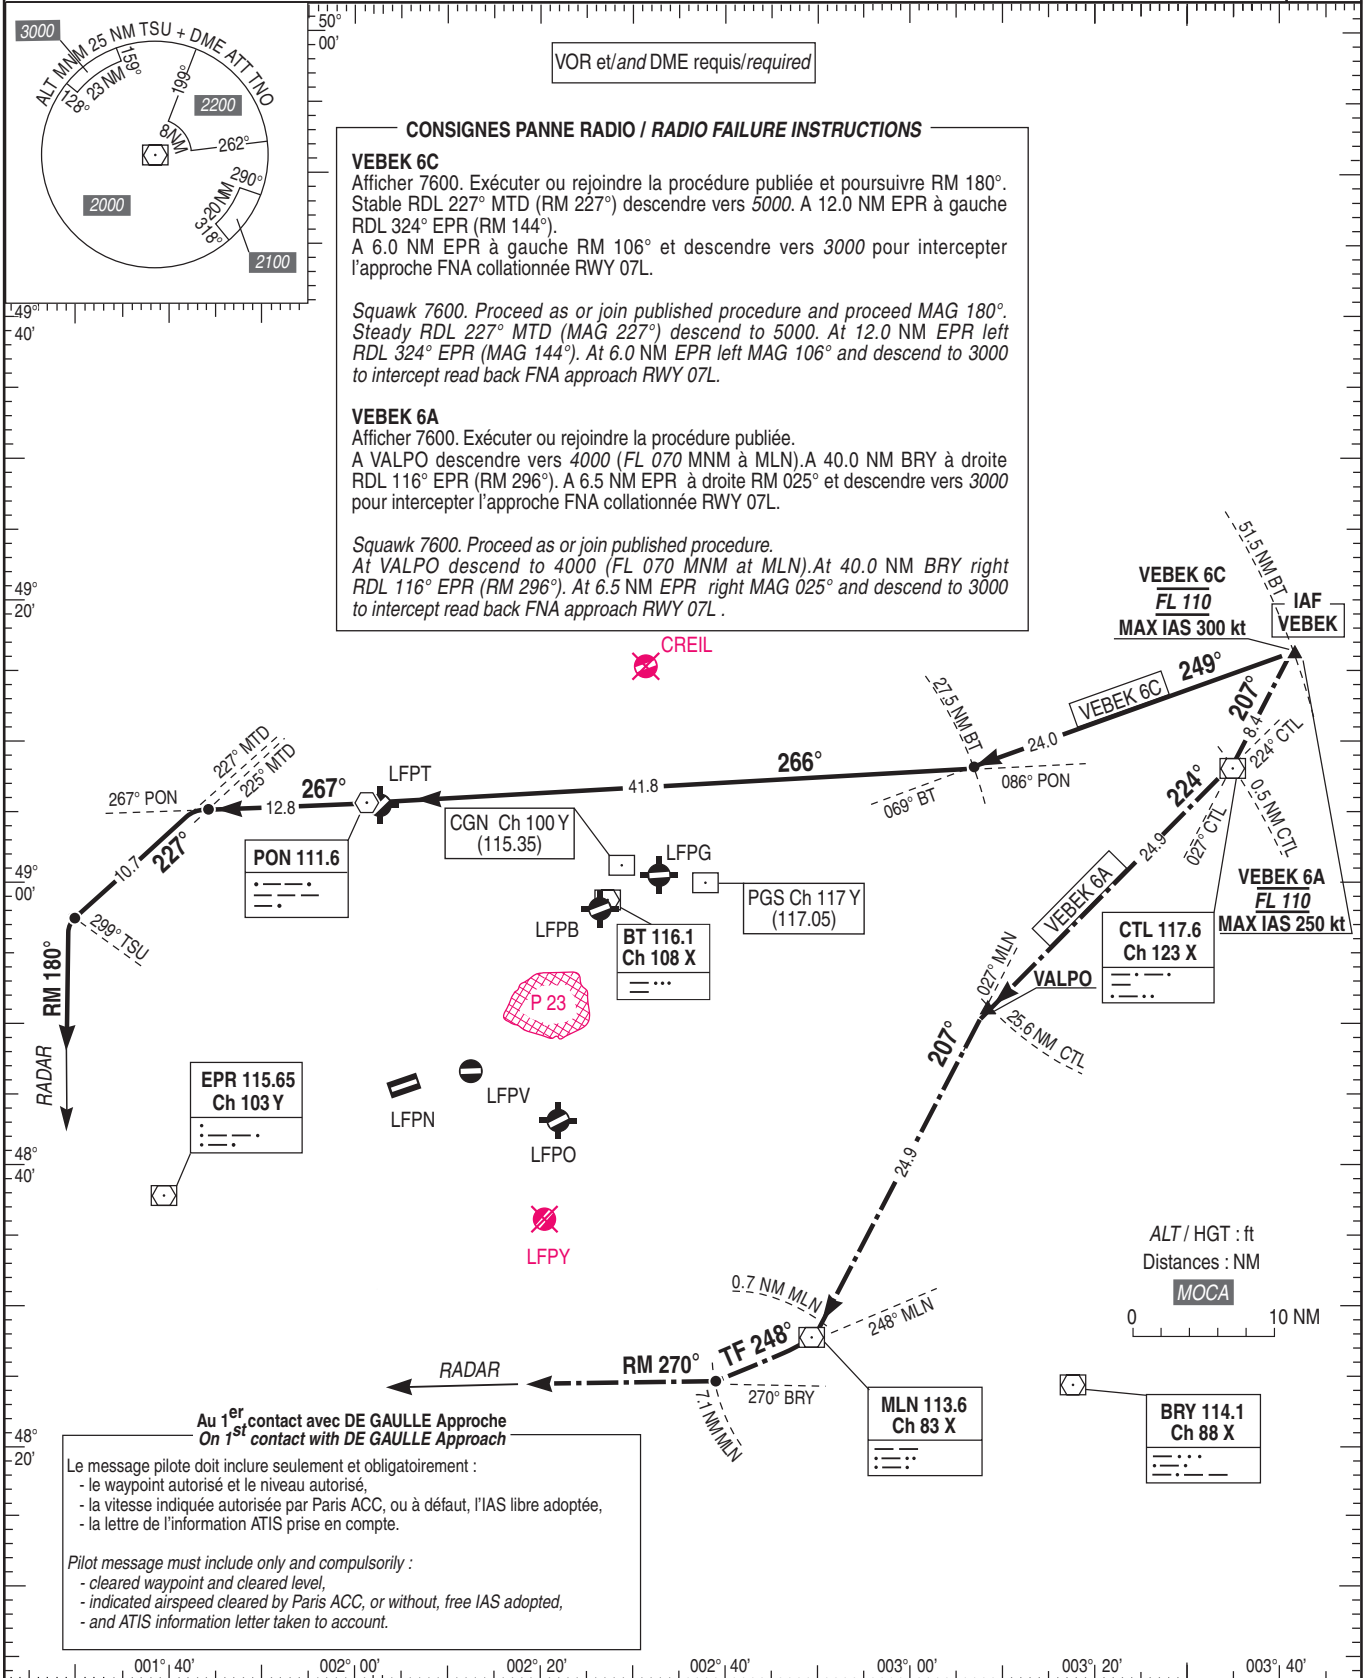 3000
ALT MNM 25 NM TSU + DME ATT TNO
159°
128°
23 NM
199°
2200
8NM
262°
290°
20NM
318°
2000
2100
50°
00'
VOR et/and DME requis/required
CONSIGNES PANNE RADIO / RADIO FAILURE INSTRUCTIONS
VEBEK 6C
Afficher 7600. Exécuter ou rejoindre la procédure publiée et poursuivre RM 180°.
Stable RDL 227° MTD (RM 227°) descendre vers 5000. A 12.0 NM EPR à gauche
RDL 324° EPR (RM 144°).
A 6.0 NM EPR à gauche RM 106° et descendre vers 3000 pour intercepter
l'approche FNA collationnée RWY 07L.
Squawk 7600. Proceed as or join published procedure and proceed MAG 180°.
Steady RDL 227° MTD (MAG 227°) descend to 5000. At 12.0 NM EPR left
RDL 324° EPR (MAG 144°). At 6.0 NM EPR left MAG 106° and descend to 3000
to intercept read back FNA approach RWY 07L.
VEBEK 6A
Afficher 7600. Exécuter ou rejoindre la procédure publiée.
A VALPO descendre vers 4000 (FL 070 MNM à MLN).A 40.0 NM BRY à droite
RDL 116° EPR (RM 296°). A 6.5 NM EPR à droite RM 025° et descendre vers 3000
pour intercepter l'approche FNA collationnée RWY 07L.
Squawk 7600. Proceed as or join published procedure.
At VALPO descend to 4000 (FL 070 MNM at MLN).At 40.0 NM BRY right
RDL 116° EPR (RM 296°). At 6.5 NM EPR right MAG 025° and descend to 3000
to intercept read back FNA approach RWY 07L .
49°
40'
49°
20'
51.5 NM BT
VEBEK 6C
FL 110
MAX IAS 300 kt
IAF
VEBEK
CREIL
249°
VEBEK 6C
24.0
27.5 NM BT
207°
8.4
224° CTL
0.5 NM CTL
027° CTL
227° MTD
225° MTD
267° PON
267°
12.8
LFPT
41.8
266°
069° BT
086° PON
224°
24.9
VEBEK 6A
CGN Ch 100 Y
(115.35)
PON 111.6
227°
10.7
LFPG
PGS Ch 117 Y
(117.05)
LFPB
BT 116.1
Ch 108 X
VEBEK 6A
FL 110
MAX IAS 250 kt
CTL 117.6
Ch 123 X
49°
00'
299° TSU
RM 180°
RADAR
P 23
027° MLN
VALPO
25.6 NM CTL
207°
EPR 115.65
Ch 103 Y
LFPN
LFPV
LFPO
24.9
48°
40'
LFPY
ALT / HGT : ft
Distances : NM
MOCA
0
10 NM
0.7 NM MLN
248° MLN
TF 248°
RM 270°
RADAR
270° BRY
7.1 NM MLN
MLN 113.6
Ch 83 X
BRY 114.1
Ch 88 X
48°
20'
Au 1er contact avec DE GAULLE Approche
On 1st contact with DE GAULLE Approach
Le message pilote doit inclure seulement et obligatoirement :
- le waypoint autorisé et le niveau autorisé,
- la vitesse indiquée autorisée par Paris ACC, ou à défaut, l'IAS libre adoptée,
- la lettre de l'information ATIS prise en compte.
Pilot message must include only and compulsorily :
- cleared waypoint and cleared level,
- indicated airspeed cleared by Paris ACC, or without, free IAS adopted,
- and ATIS information letter taken to account.
001° 40'
002° 00'
002° 20'
002° 40'
003° 00'
003° 20'
003° 40'